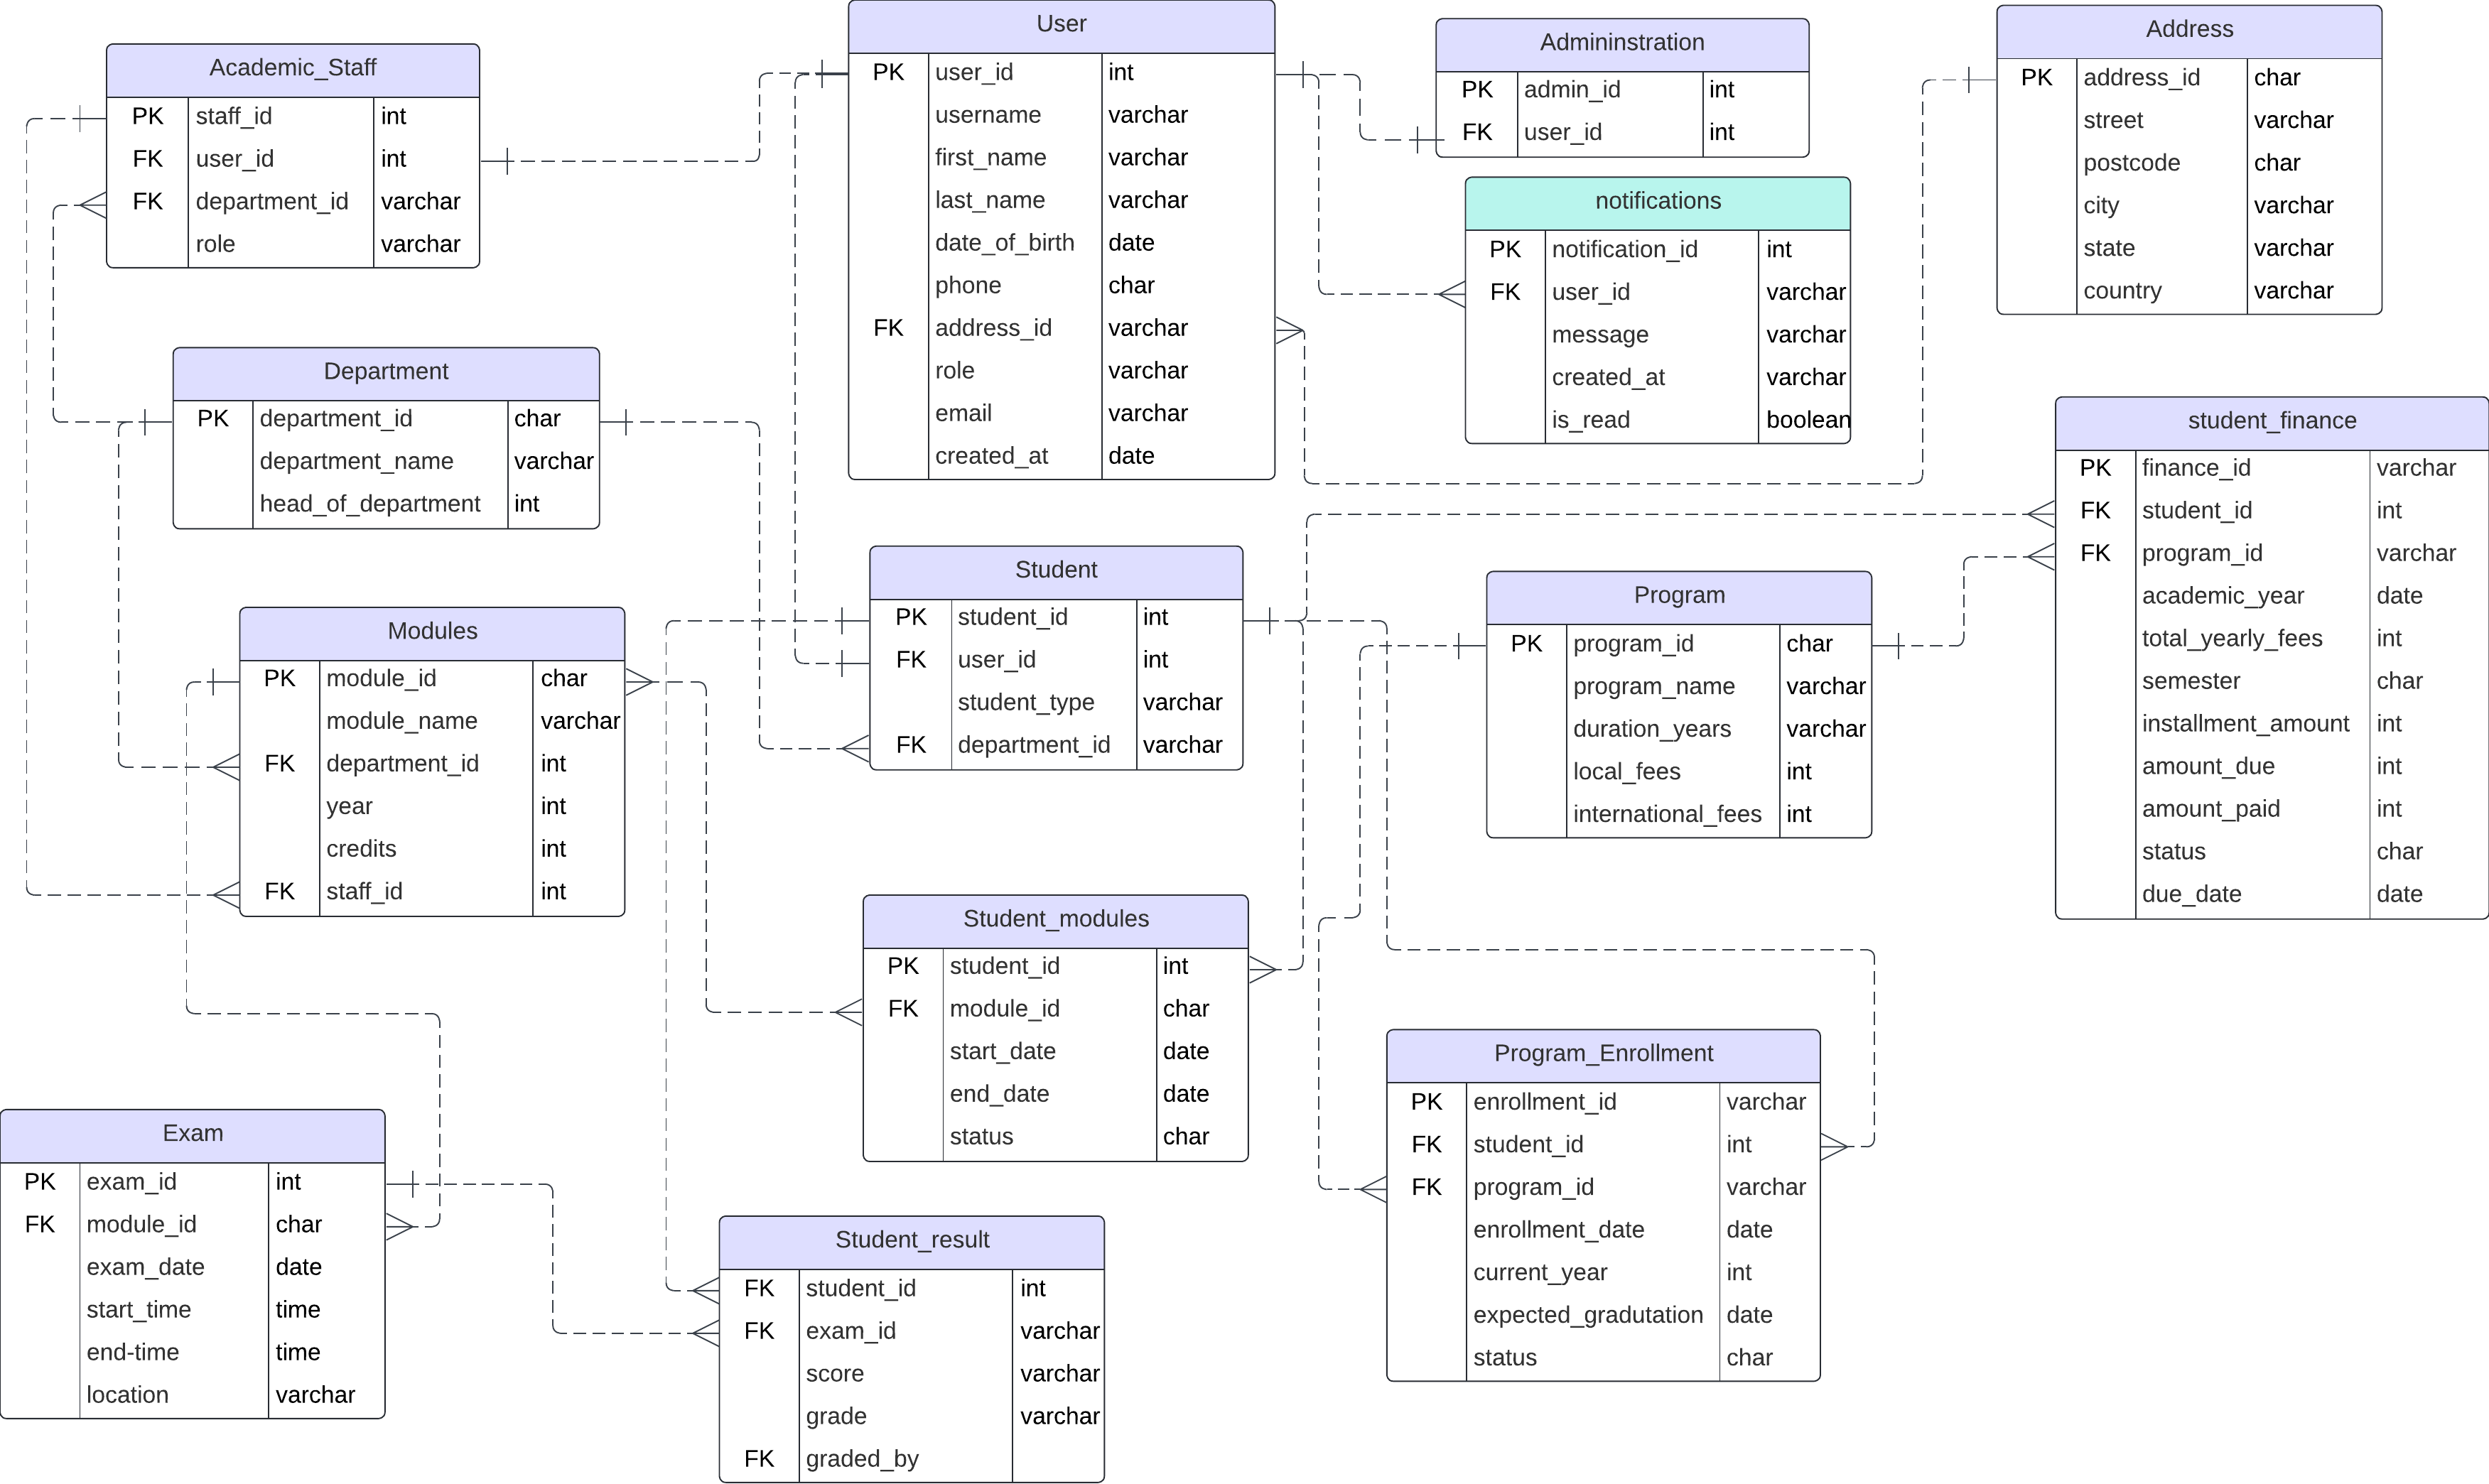 Academic_Staff
PK staff_id int
FK user_id int
FK department_id varchar
role varchar
User
PK user_id int
username varchar
first_name varchar
last_name varchar
date_of_birth date
phone char
FK address_id varchar
role varchar
email varchar
created_at date
Admininstration
PK admin_id int
FK user_id int
notifications
PK notification_id int
FK user_id varchar
message varchar
created_at varchar
is_read boolean
Address
PK address_id char
street varchar
postcode char
city varchar
state varchar
country varchar
Department
PK department_id char
department_name varchar
head_of_department int
student_finance
PK finance_id varchar
FK student_id int
FK program_id varchar
academic_year date
total_yearly_fees int
semester char
installment_amount int
amount_due int
amount_paid int
status char
due_date date
Modules
PK module_id char
module_name varchar
FK department_id int
year int
credits int
FK staff_id int
Student
PK student_id int
FK user_id int
student_type varchar
FK department_id varchar
Program
PK program_id char
program_name varchar
duration_years varchar
local_fees int
international_fees int
Student_modules
PK student_id int
FK module_id char
start_date date
end_date date
status char
Program_Enrollment
PK enrollment_id varchar
FK student_id int
FK program_id varchar
enrollment_date date
current_year int
expected_gradutation date
status char
Exam
PK exam_id int
FK module_id char
exam_date date
start_time time
end-time time
location varchar
Student_result
FK student_id int
FK exam_id varchar
score varchar
grade varchar
FK graded_by